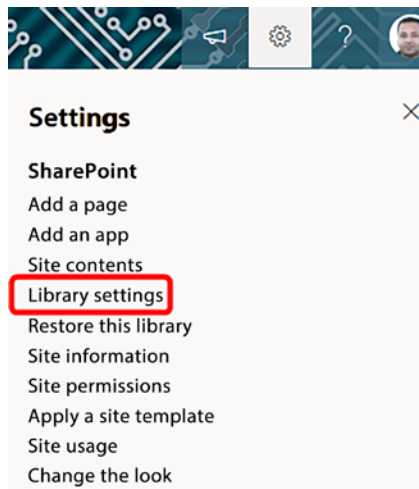 Settings
SharePoint
Add a page
Add an app
Site contents
Library settings
Restore this library
Site information
Site permissions
Apply a site template
Site usage
Change the look